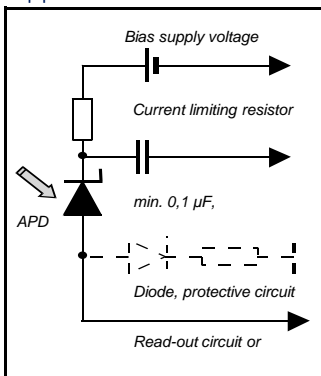 Bias supply voltage
Current limiting resistor
min. 0,1 µF,
APD
Diode, protective circuit
Read-out circuit or